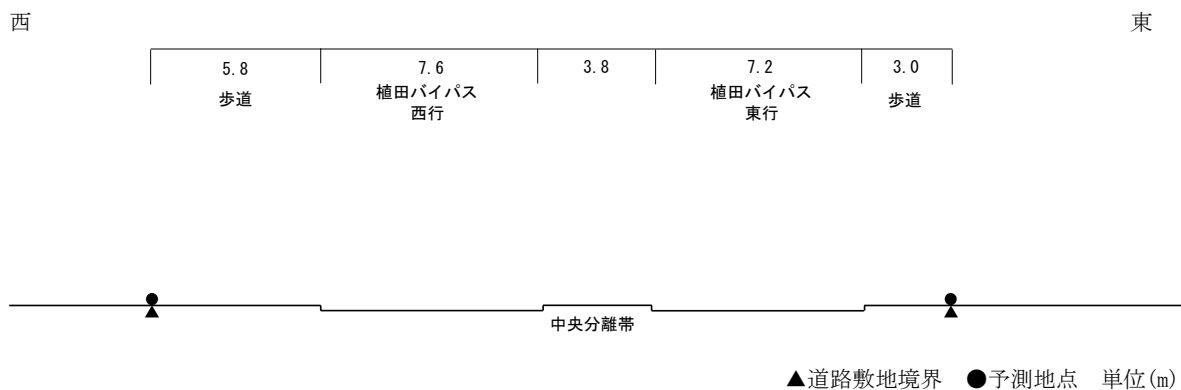 西 東
5.8 7.6 3.8 7.2 3.0
歩道 植田バイパス 植田バイパス 歩道
西行 東行
中央分離帯
▲道路敷地境界 ●予測地点 単位(m)